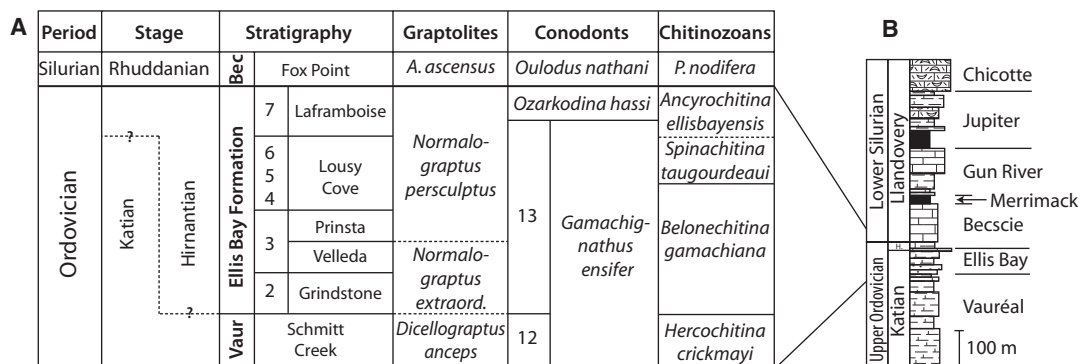 A
Period Stage Stratigraphy Graptolites Conodonts Chitinozoans
Silurian Rhuddanian Bec Fox Point A. ascensus Oulodus nathani P. nodifera
Ordovician
?
Katian
Hirnantian
?
Ellis Bay Formation
7 Laframboise
6
5
4
Lousy
Cove
3
Prinsta
Velleda
2 Grindstone
Vaur
Schmitt
Creek
Normalo-
graptus
persculptus
Normalo-
graptus
extraord.
Dicellograptus
anceps
Ozarkodina hassi
13
Gamachig-
nathus
ensifer
12
Ancyrochitina
ellisbayensis
Spinachitina
taugourdeaui
Belonechitina
gamachiana
Hercochitina
crickmayi
B
Lower Silurian
Llandovery
Upper Ordovician
H.
Katian
Chicotte
Jupiter
Gun River
Merrimack
Becscie
Ellis Bay
Vauréal
100 m